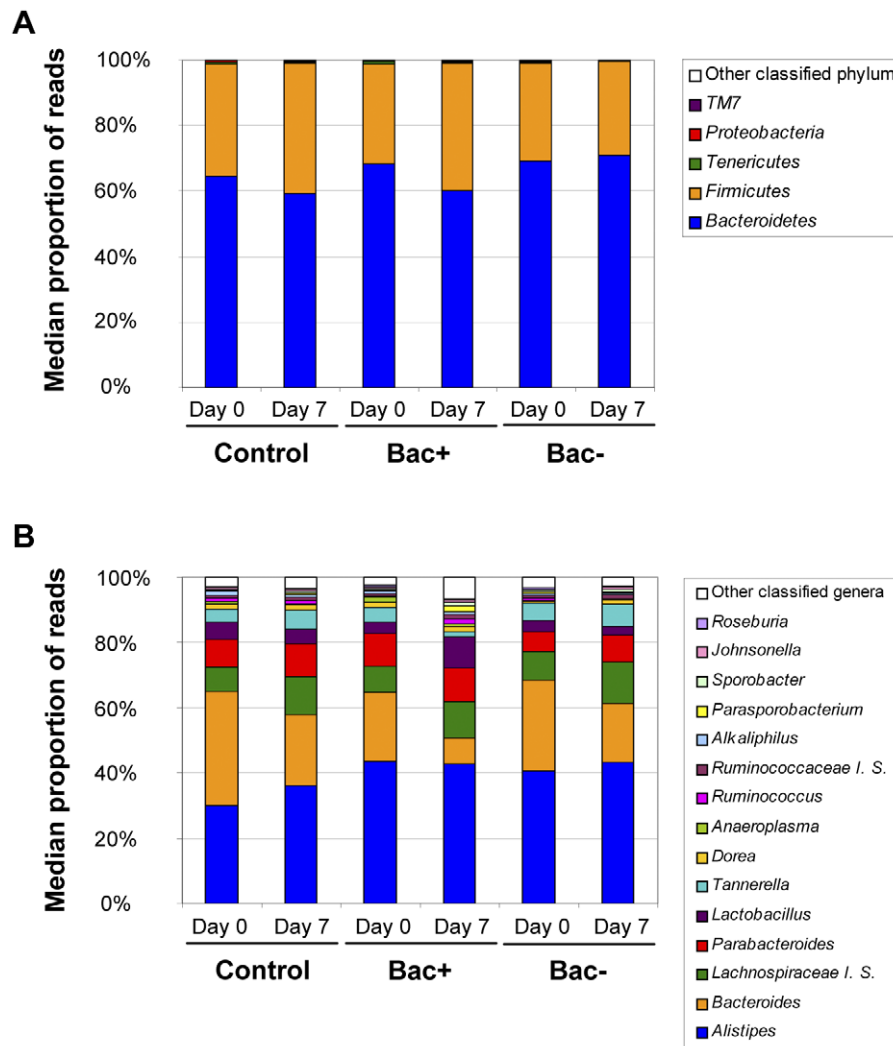 A
Median proportion of reads
100%
80%
60%
40%
20%
0%
Day 0 Day 7 Day 0 Day 7 Day 0 Day 7
Control Bac+ Bac-
Other classified phylum
TM7
Proteobacteria
Tenericutes
Firmicutes
Bacteroidetes
B
Median proportion of reads
100%
80%
60%
40%
20%
0%
Day 0 Day 7 Day 0 Day 7 Day 0 Day 7
Control Bac+ Bac-
Other classified genera
Roseburia
Johnsonella
Sporobacter
Parasporobacterium
Alkaliphilus
Ruminococcaceae I. S.
Ruminococcus
Anaeroplasma
Dorea
Tannerella
Lactobacillus
Parabacteroides
Lachnospiraceae I. S.
Bacteroides
Alistipes